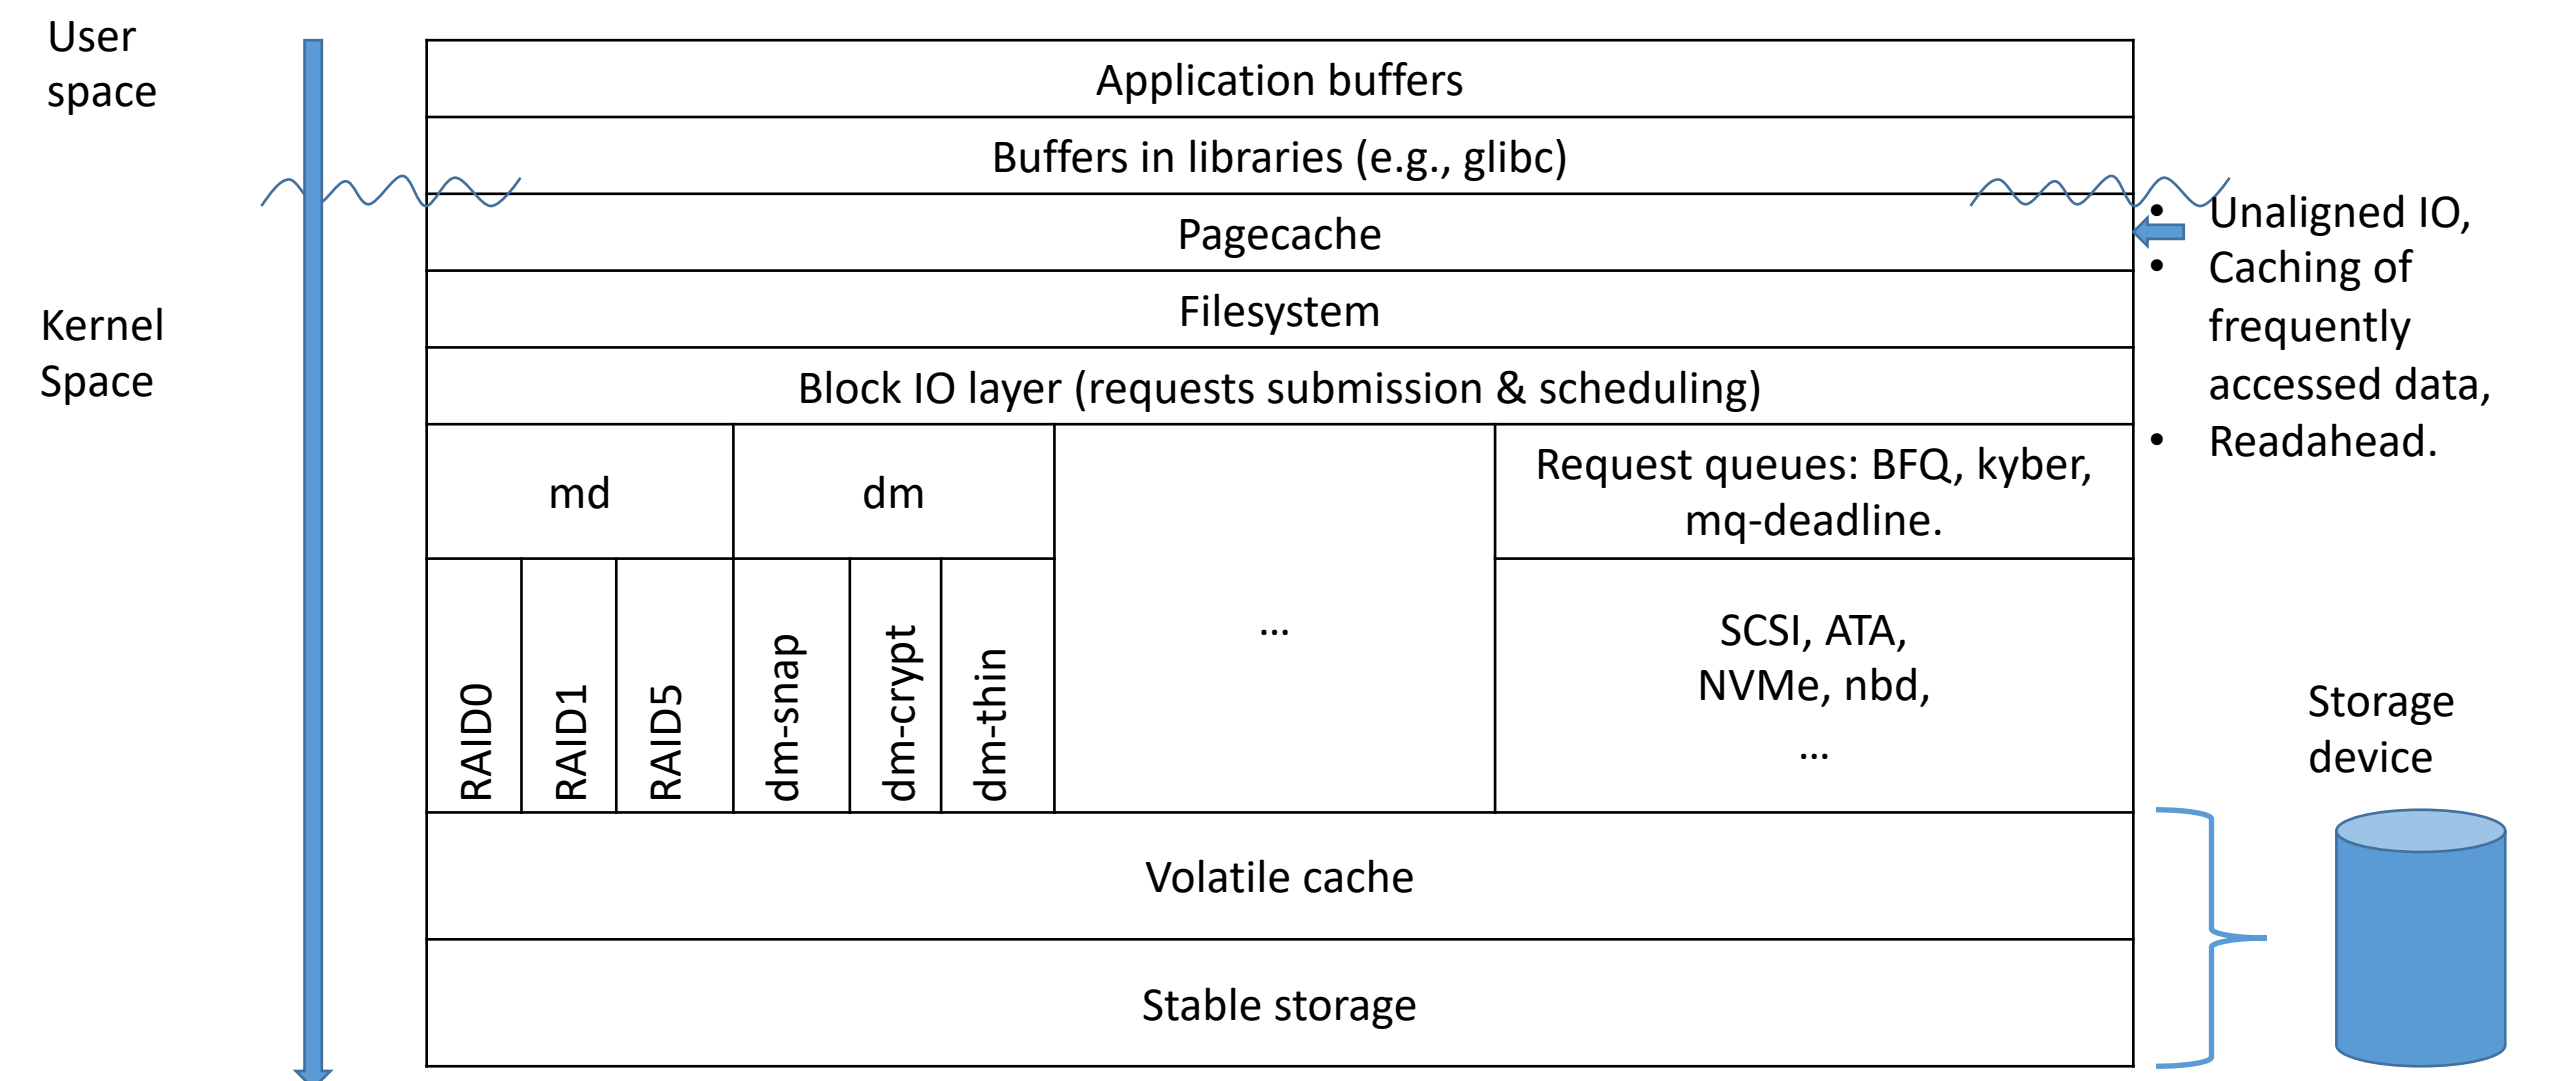 User
space
Application buffers
Buffers in libraries (e.g., glibc)
Pagecache
• Unaligned IO,
• Caching of
frequently
accessed data,
• Readahead.
Filesystem
Kernel
Space
Block IO layer (requests submission & scheduling)
md
dm
...
Request queues: BFQ, kyber,
mq-deadline.
RAID0
RAID1
RAID5
dm-snap
dm-crypt
dm-thin
SCSI, ATA,
NVMe, nbd,
...
Storage
device
Volatile cache
Stable storage